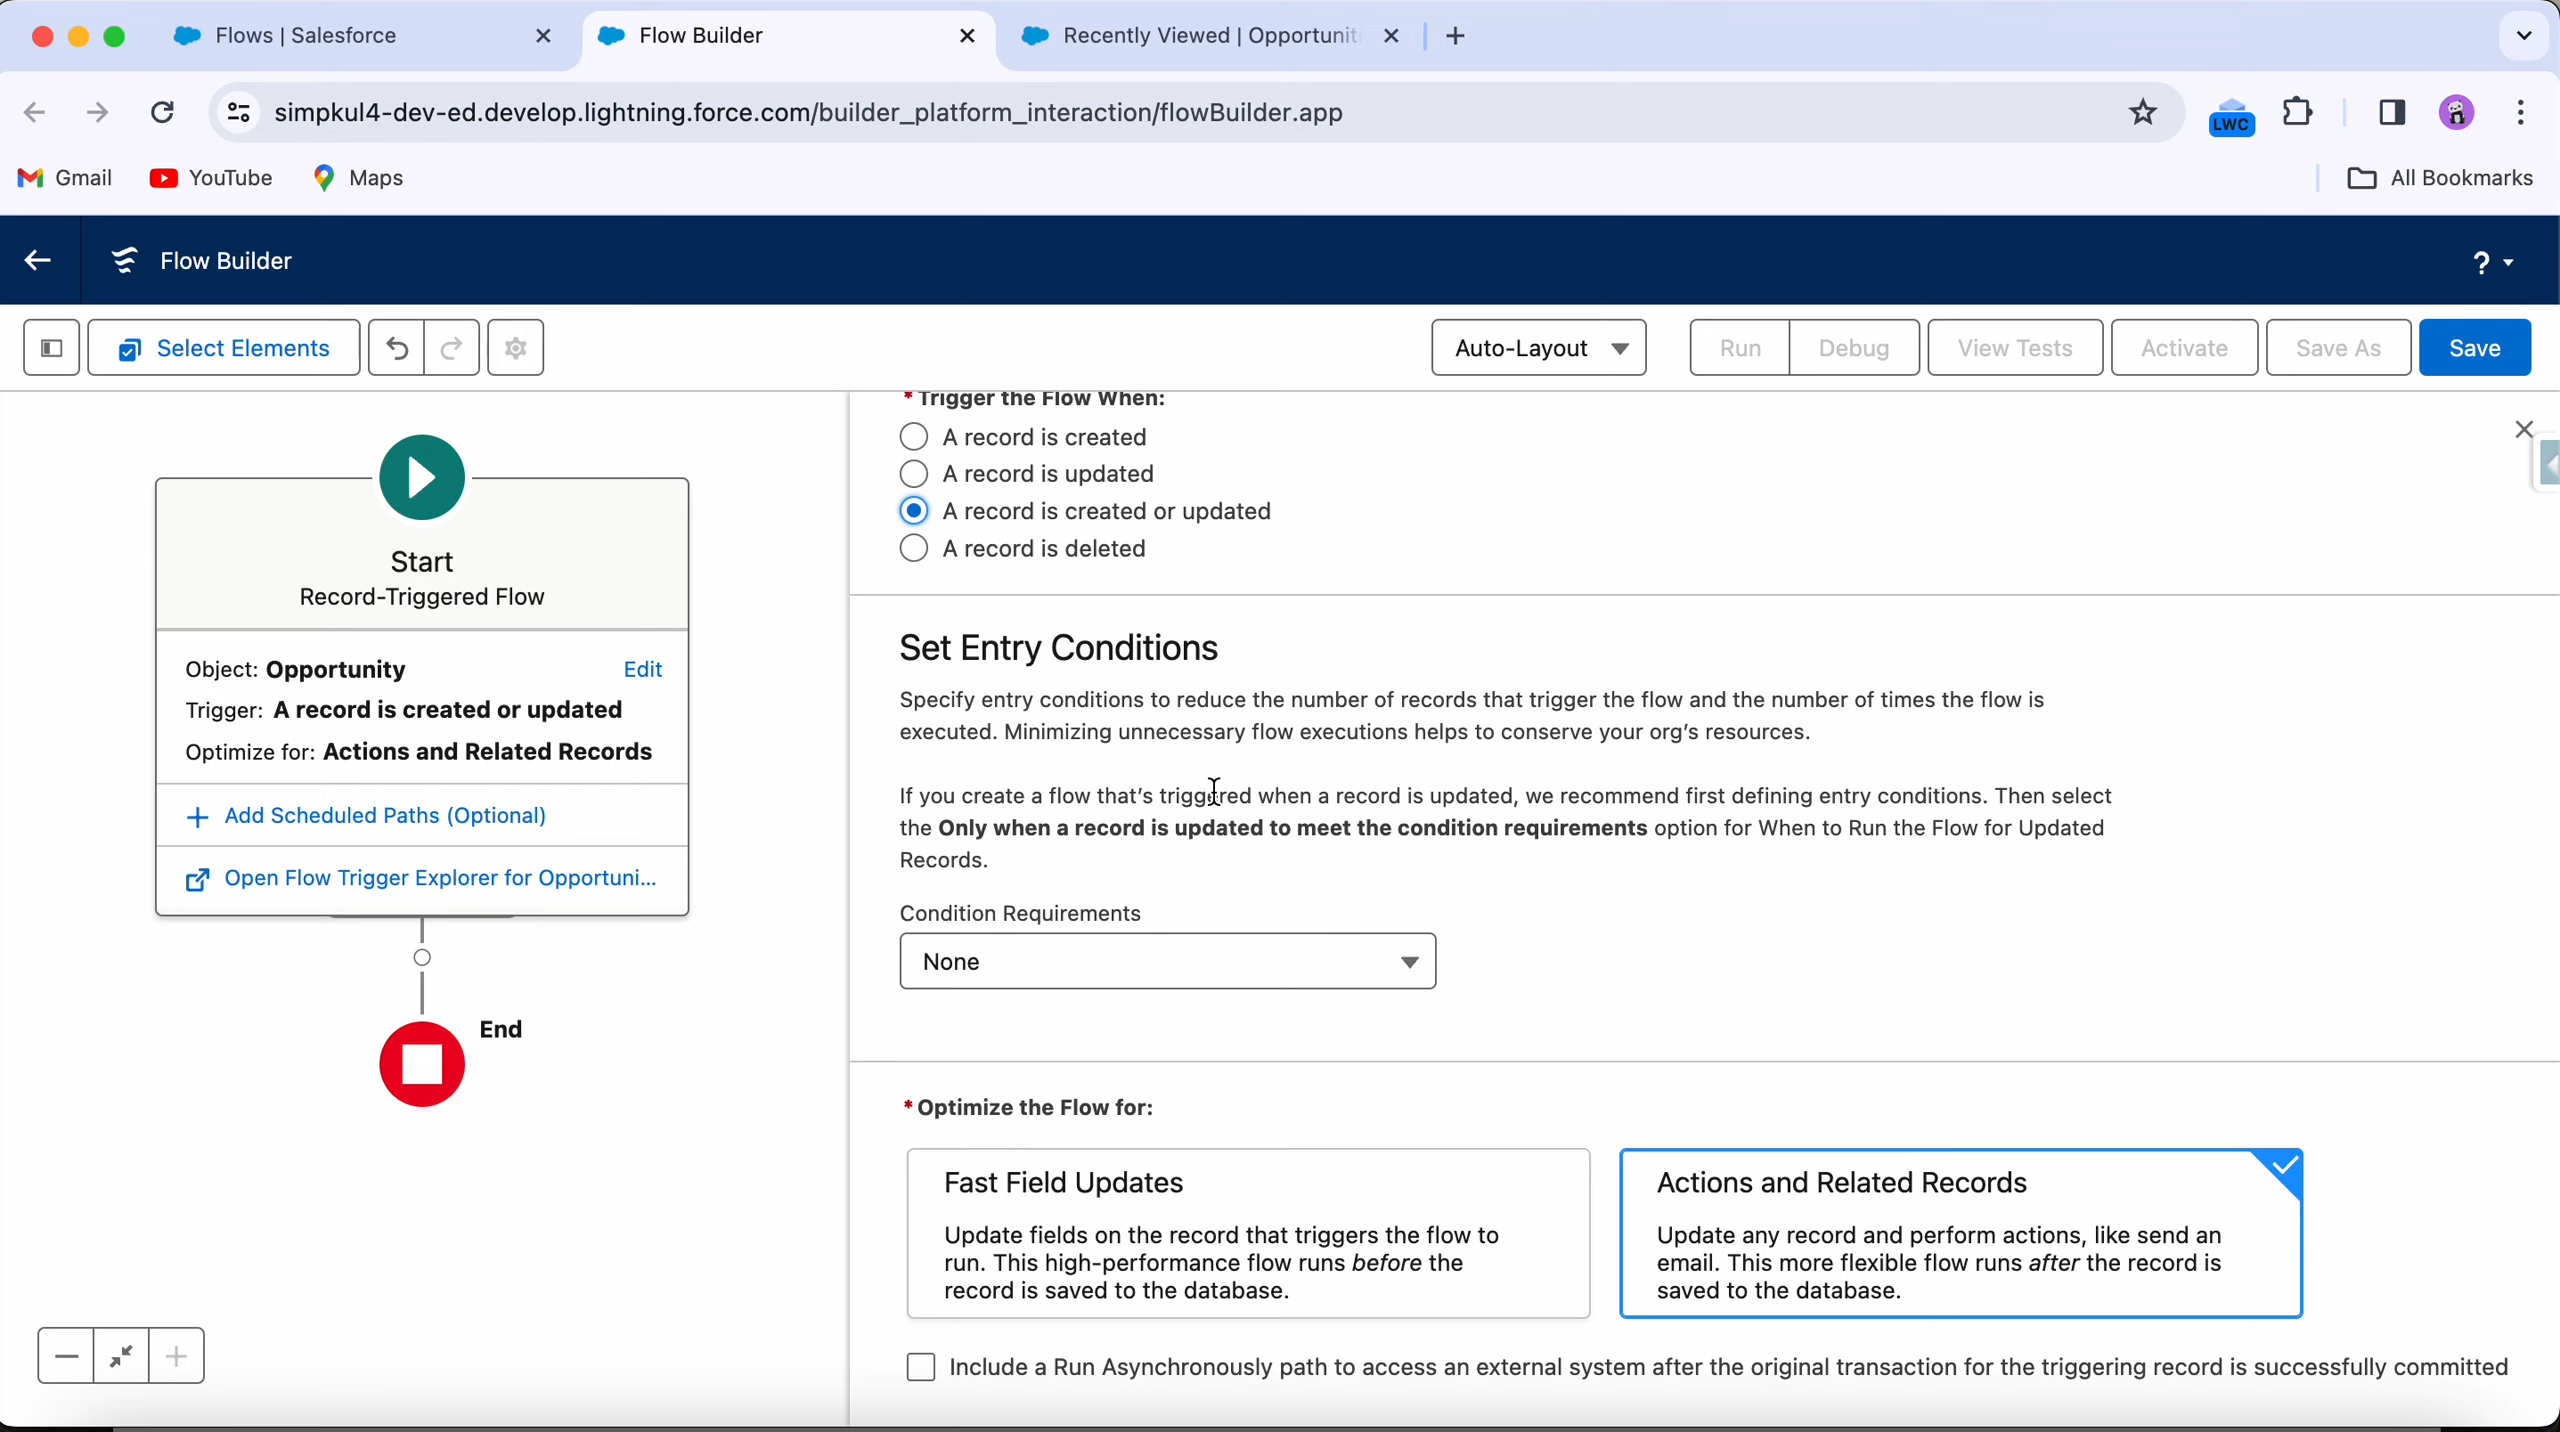 Flows | Salesforce
Flow Builder
Recently Viewed | Opportunit
simpkul4-dev-ed.develop.lightning.force.com/builder_platform_interaction/flowBuilder.app
LWC
Gmail
YouTube
Maps
All Bookmarks
Flow Builder
?
Select Elements
Auto-Layout
Run
Debug
View Tests
Activate
Save As
Save
Start
Record-Triggered Flow
Object: Opportunity
Edit
Trigger: A record is created or updated
Optimize for: Actions and Related Records
Add Scheduled Paths (Optional)
Open Flow Trigger Explorer for Opportuni...
End
* Trigger the Flow When:
A record is created
A record is updated
A record is created or updated
A record is deleted
Set Entry Conditions
Specify entry conditions to reduce the number of records that trigger the flow and the number of times the flow is
executed. Minimizing unnecessary flow executions helps to conserve your org’s resources.
If you create a flow that’s triggered when a record is updated, we recommend first defining entry conditions. Then select
the Only when a record is updated to meet the condition requirements option for When to Run the Flow for Updated
Records.
Condition Requirements
None
* Optimize the Flow for:
Fast Field Updates
Update fields on the record that triggers the flow to
run. This high-performance flow runs before the
record is saved to the database.
Actions and Related Records
Update any record and perform actions, like send an
email. This more flexible flow runs after the record is
saved to the database.
Include a Run Asynchronously path to access an external system after the original transaction for the triggering record is successfully committed